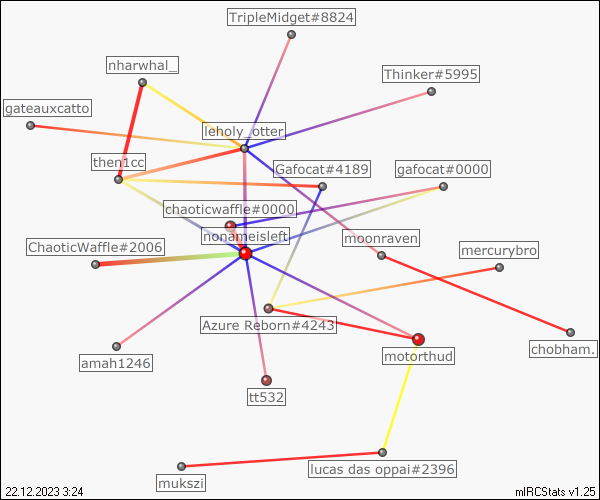 TripleMidget#8824
nharwhal_
Thinker#5995
gateauxcatto
leholy_otter
then1cc
Gafocat#4189
gafocat#0000
chaoticwaffle#0000
nonameisleft
moonraven
ChaoticWaffle#2006
mercurybro
Azure Reborn#4243
chobham.
motorthud
amah1246
tt532
lucas das oppai#2396
mukszi
22.12.2023 3:24
mIRCStats v1.25